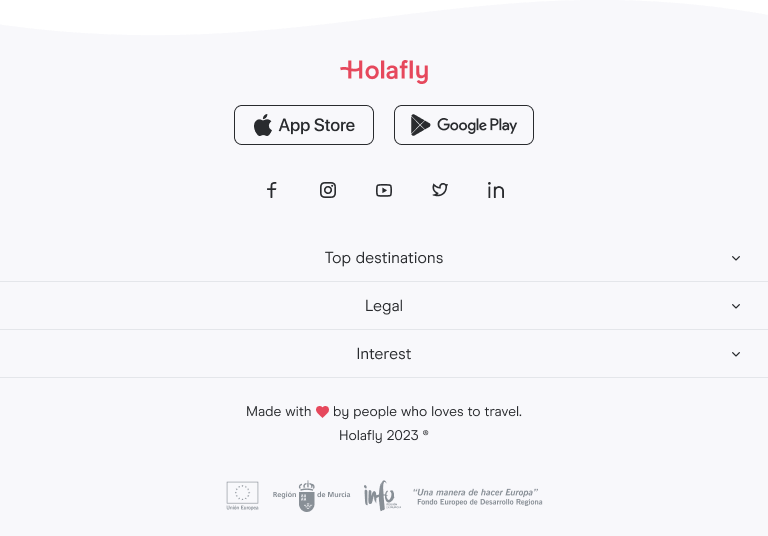 Holafly
App Store
Google Play
Top destinations
Legal
Interest
Made with by people who loves to travel.
Holafly 2023 ®
Unión Europea
Región de Murcia
info
"Una manera de hacer Europa"
Fondo Europeo de Desarrollo Regiona